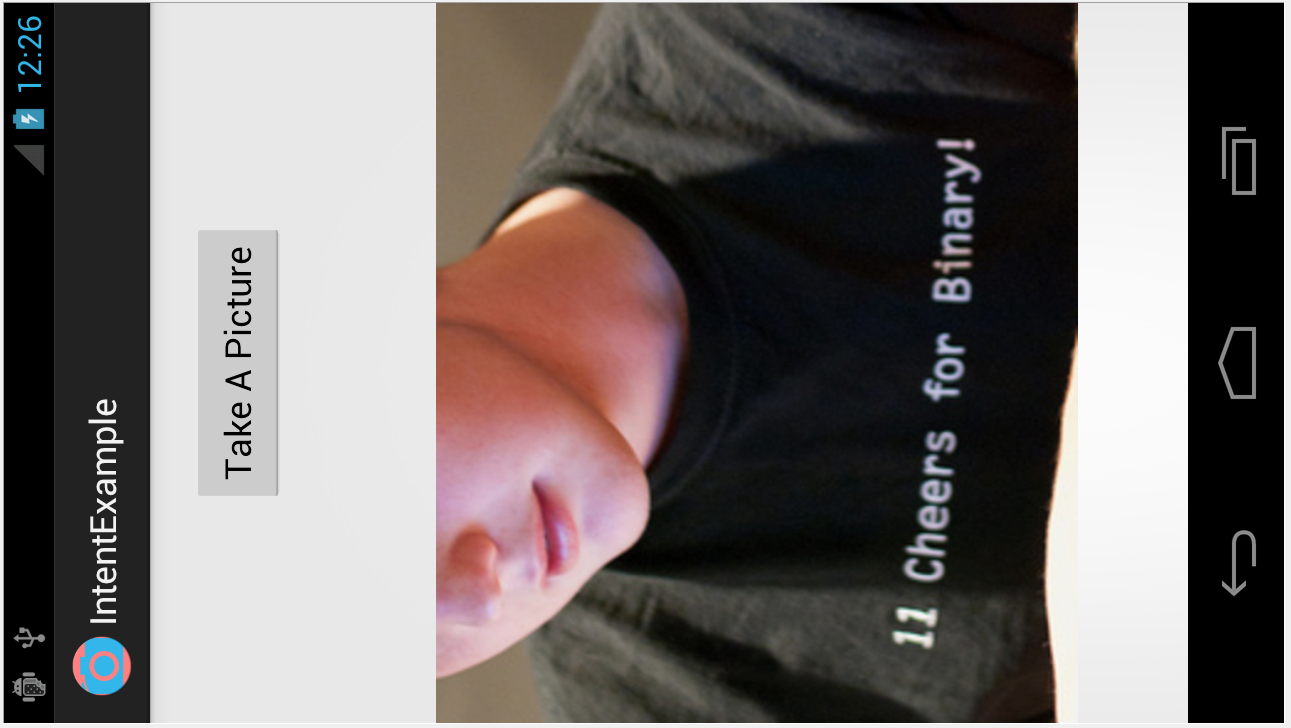 12:26
IntentExample
Take A Picture
11 Cheers for Binary!